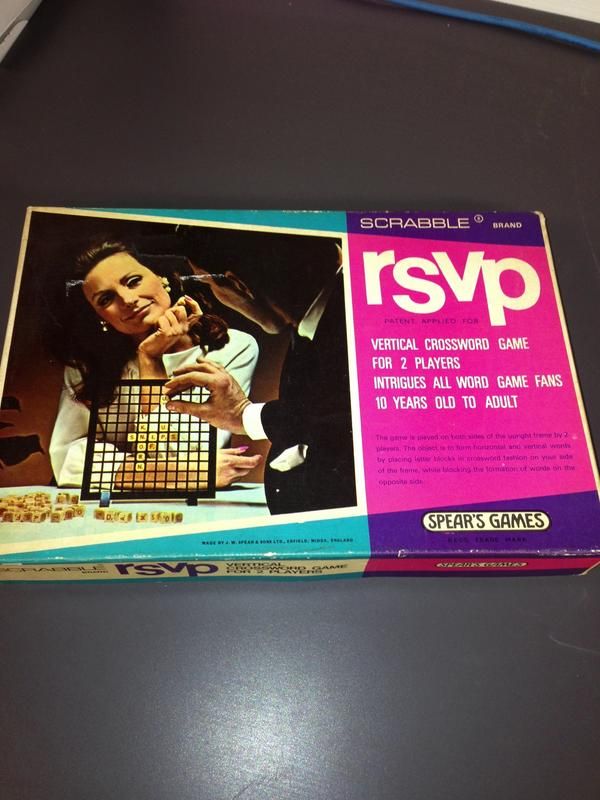 SCRABBLE ® BRAND
rsvp
PATENT APPLIED FOR
VERTICAL CROSSWORD GAME
FOR 2 PLAYERS
INTRIGUES ALL WORD GAME FANS
10 YEARS OLD TO ADULT
The game is played on both sides of the upright frame by 2
players. The object is to form horizontal and vertical words
by placing letter blocks in crossword fashion on your side
of the frame, while blocking the formation of words on the
opposite side.
SPEAR'S GAMES
REGD. TRADE MARK
MADE BY J. W. SPEAR & SONS LTD., ENFIELD, MIDDX, ENGLAND
SCRABBLE BRAND rsvp VERTICAL
CROSSWORD GAME
FOR 2 PLAYERS
SPEAR'S GAMES